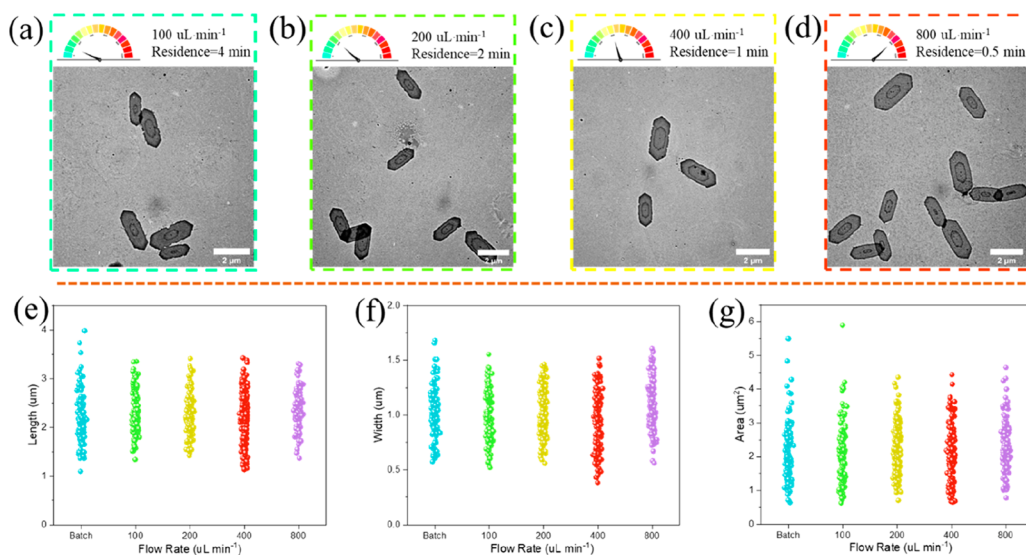 (a)
100 uL·min⁻¹
Residence=4 min
2 µm
(b)
200 uL·min⁻¹
Residence=2 min
2 µm
(c)
400 uL·min⁻¹
Residence=1 min
2 µm
(d)
800 uL·min⁻¹
Residence=0.5 min
2 µm
(e)
Length (um)
4
3
2
1
0
Batch 100 200 400 800
Flow Rate (uL min⁻¹)
(f)
Width (um)
2.0
1.5
1.0
0.5
0.0
Batch 100 200 400 800
Flow Rate (uL min⁻¹)
(g)
Area (um²)
6
5
4
3
2
1
0
Batch 100 200 400 800
Flow Rate (uL min⁻¹)